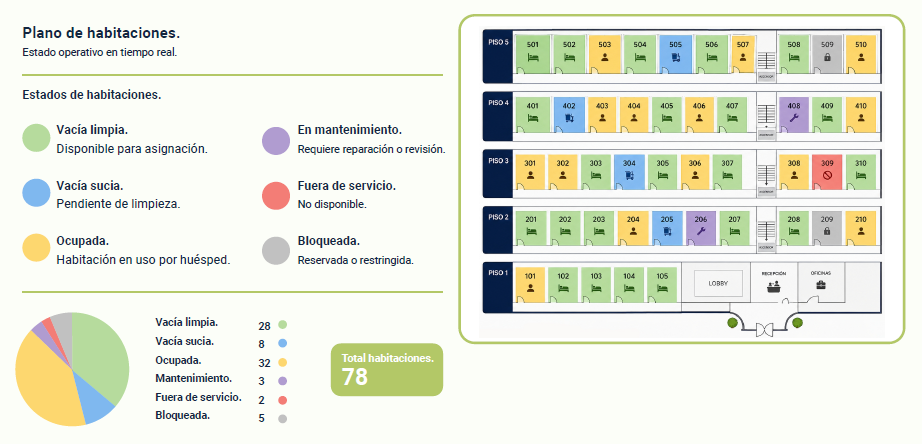 Plano de habitaciones.
Estado operativo en tiempo real.
Estados de habitaciones.
Vacía limpia.
Disponible para asignación.
Vacía sucia.
Pendiente de limpieza.
Ocupada.
Habitación en uso por huésped.
En mantenimiento.
Requiere reparación o revisión.
Fuera de servicio.
No disponible.
Bloqueada.
Reservada o restringida.
Vacía limpia. 28
Vacía sucia. 8
Ocupada. 32
Mantenimiento. 3
Fuera de servicio. 2
Bloqueada. 5
Total habitaciones.
78
PISO 5 501 502 503 504 505 506 507 508 509 510
ASCENSOR
PISO 4 401 402 403 404 405 406 407 408 409 410
ASCENSOR
PISO 3 301 302 303 304 305 306 307 308 309 310
ASCENSOR
PISO 2 201 202 203 204 205 206 207 208 209 210
ASCENSOR
PISO 1 101 102 103 104 105 LOBBY RECEPCIÓN OFICINAS